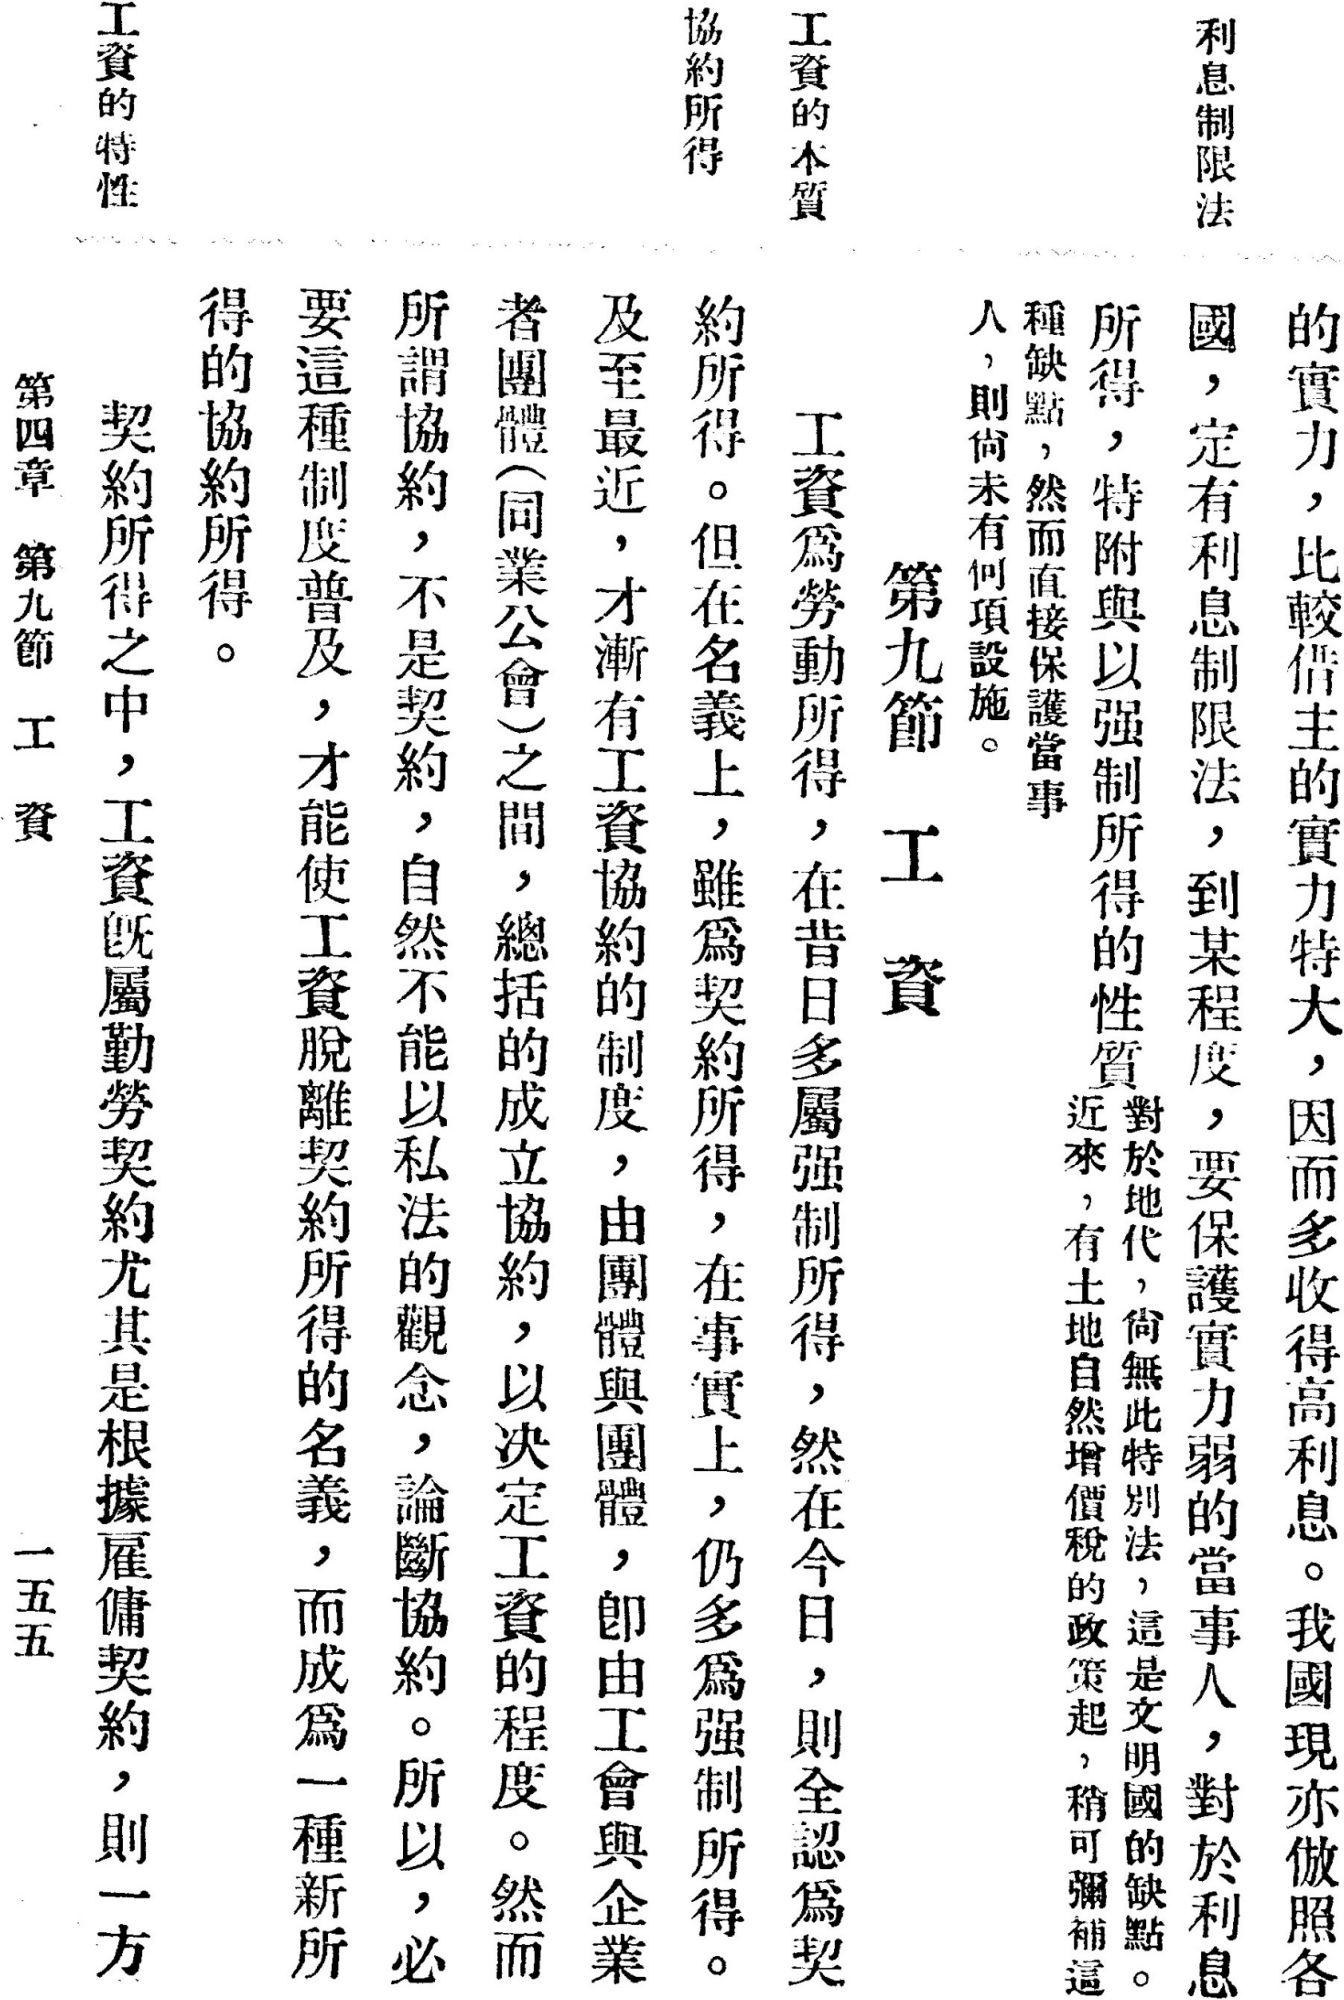 利息制限法
工資的本質
協約所得
工資的特性
的實力，比較借主的實力特大，因而多收得高利息。我國現亦倣照各
國，定有利息制限法，到某程度，要保護實力弱的當事人，對於利息
所得，特附與以强制所得的性質
對於地代，尙無此特別法，這是文明國的缺點。
近來，有土地自然增價稅的政策起，稍可彌補這
種缺點，然而直接保護當事
人，則尙未有何項設施。
第九節　工　資
工資爲勞動所得，在昔日多屬强制所得，然在今日，則全認爲契
約所得。但在名義上，雖爲契約所得，在事實上，仍多爲强制所得。
及至最近，才漸有工資協約的制度，由團體與團體，卽由工會與企業
者團體(同業公會)之間，總括的成立協約，以决定工資的程度。然而
所謂協約，不是契約，自然不能以私法的觀念，論斷協約。所以，必
要這種制度普及，才能使工資脫離契約所得的名義，而成爲一種新所
得的協約所得。
契約所得之中，工資旣屬勤勞契約尤其是根據雇傭契約，則一方
第四章　第九節　工　資
一五五